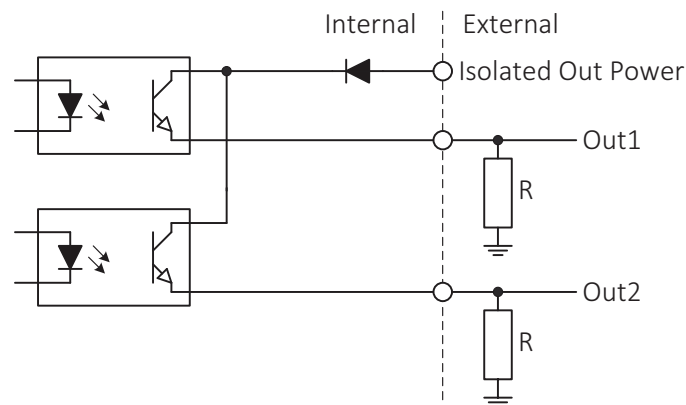 Internal External
Isolated Out Power
Out1
R
Out2
R